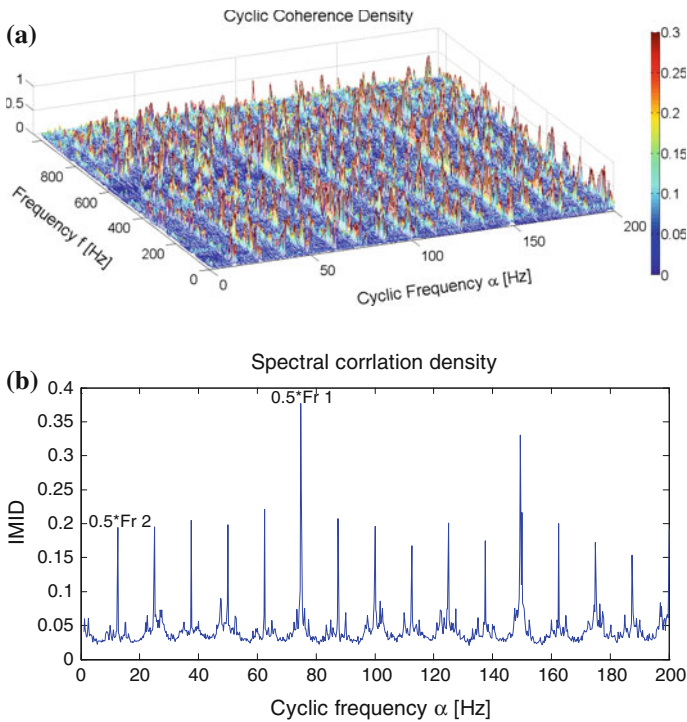 Cyclic Coherence Density
(a)
1
0.5
0
800
600
400
200
0
Frequency f [Hz]
0
50
100
150
200
Cyclic Frequency α [Hz]
0.3
0.25
0.2
0.15
0.1
0.05
0
(b)
Spectral corrlation density
0.4
0.35
0.3
0.25
0.2
0.15
0.1
0.05
0
IMID
0.5*Fr 1
0.5*Fr 2
0 20 40 60 80 100 120 140 160 180 200
Cyclic frequency α [Hz]